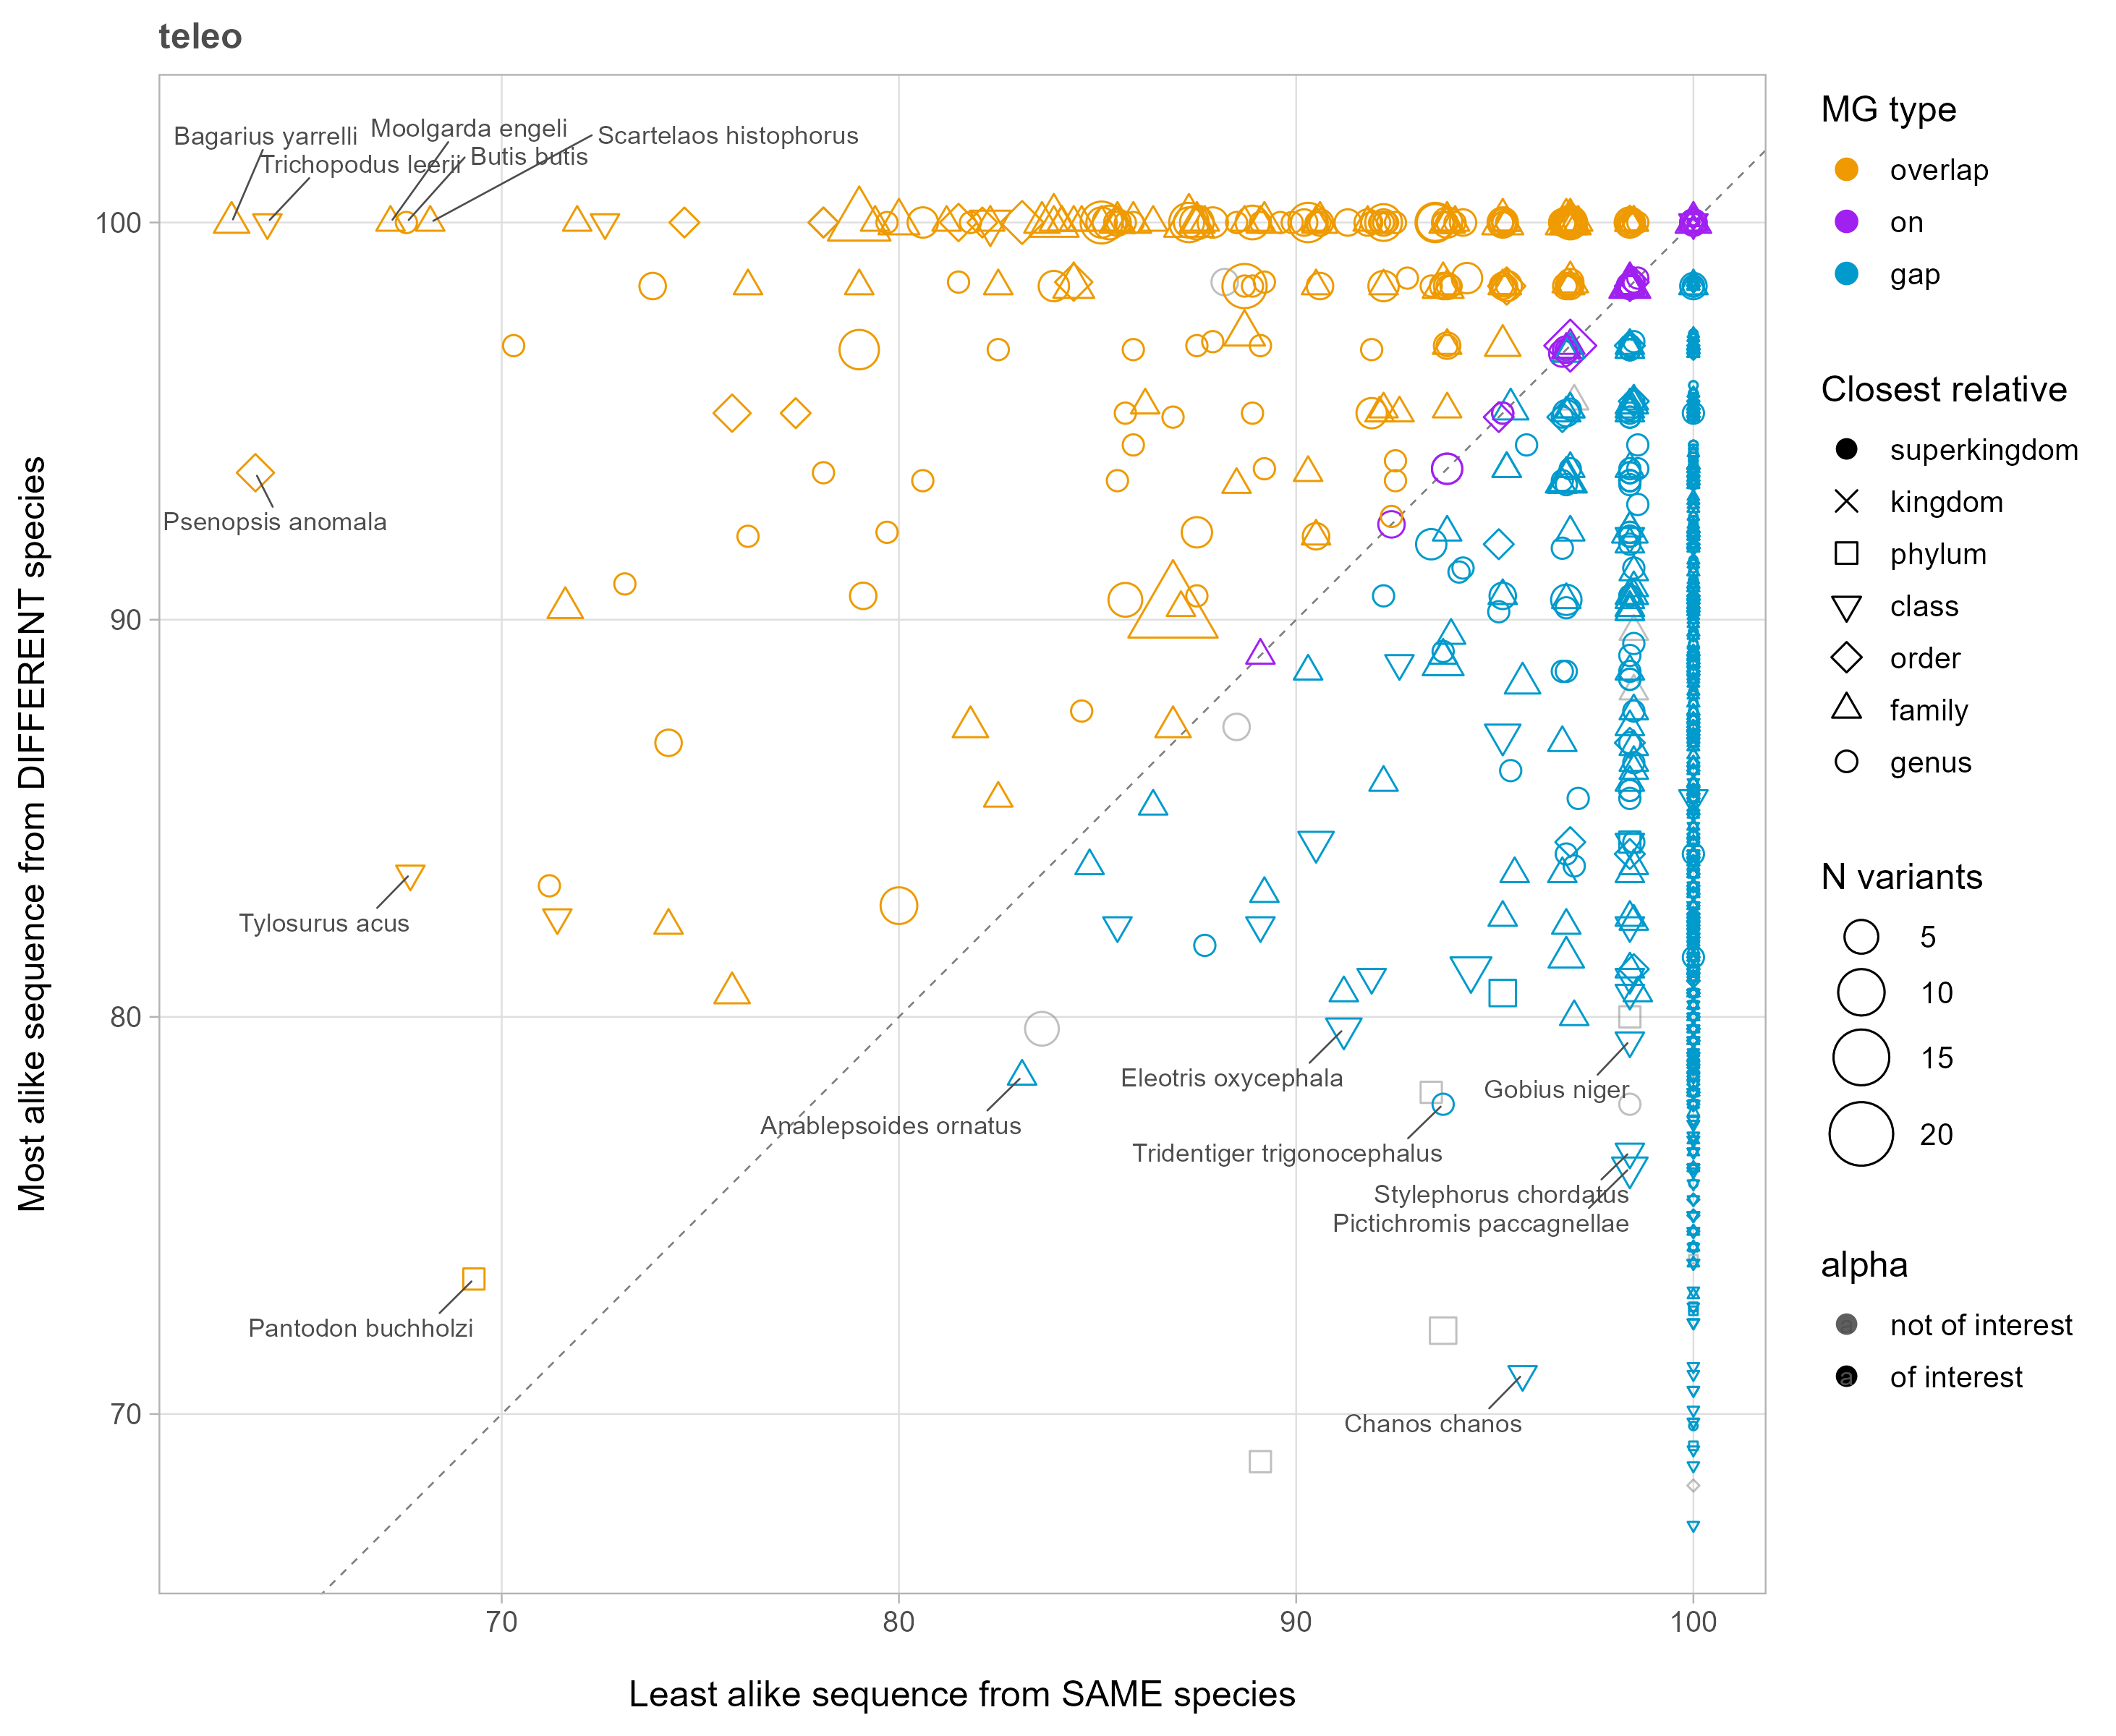 teleo
Bagarius yarrelli
Moolgarda engeli
Scartelaos histophorus
Trichopodus leerii
Butis butis
Psenopsis anomala
Tylosurus acus
Pantodon buchholzi
Anablepsoides ornatus
Eleotris oxycephala
Gobius niger
Tridentiger trigonocephalus
Stylephorus chordatus
Pictichromis paccagnellae
Chanos chanos
100
90
80
70
70
80
90
100
Most alike sequence from DIFFERENT species
Least alike sequence from SAME species
MG type
overlap
on
gap
Closest relative
superkingdom
kingdom
phylum
class
order
family
genus
N variants
5
10
15
20
alpha
not of interest
of interest